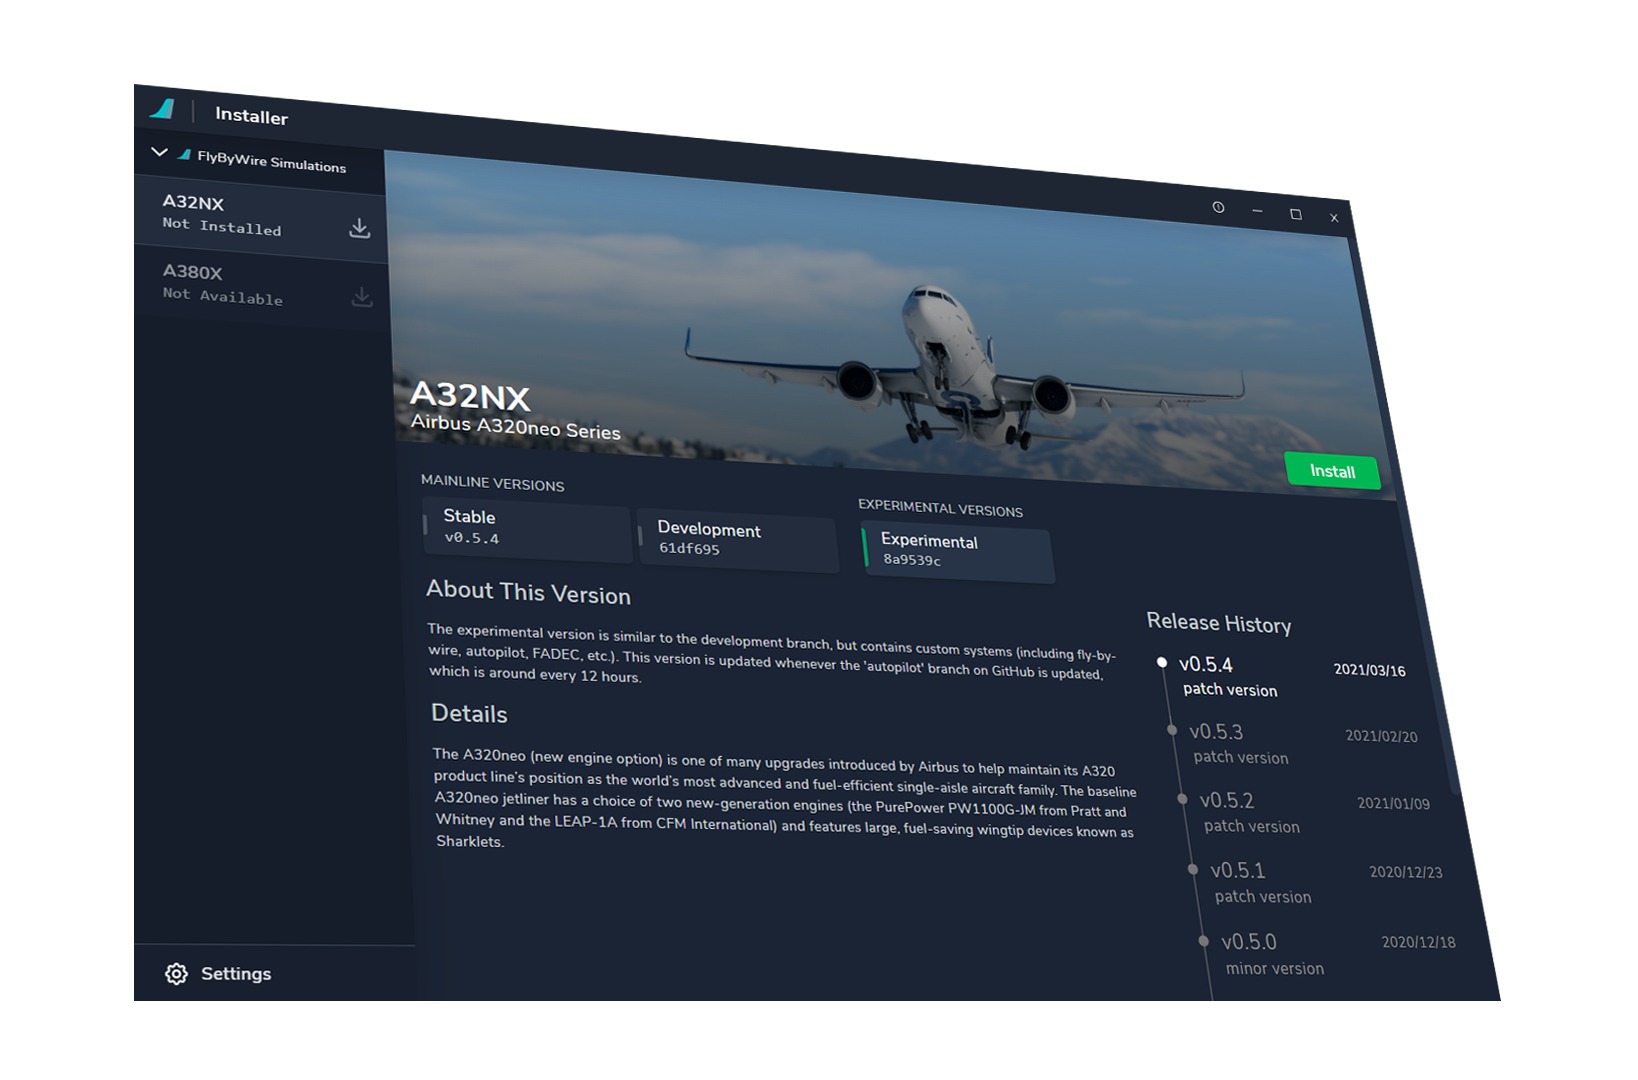 Installer
FlyByWire Simulations
A32NX
Not Installed
A380X
Not Available
Settings
A32NX
Airbus A320neo Series
Install
MAINLINE VERSIONS
Stable
v0.5.4
Development
61df695
EXPERIMENTAL VERSIONS
Experimental
8a9539c
About This Version
The experimental version is similar to the development branch, but contains custom systems (including fly-by-
wire, autopilot, FADEC, etc.). This version is updated whenever the 'autopilot' branch on GitHub is updated,
which is around every 12 hours.
Details
The A320neo (new engine option) is one of many upgrades introduced by Airbus to help maintain its A320
product line's position as the world's most advanced and fuel-efficient single-aisle aircraft family. The baseline
A320neo jetliner has a choice of two new-generation engines (the PurePower PW1100G-JM from Pratt and
Whitney and the LEAP-1A from CFM International) and features large, fuel-saving wingtip devices known as
Sharklets.
Release History
v0.5.4 2021/03/16
patch version
v0.5.3 2021/02/20
patch version
v0.5.2 2021/01/09
patch version
v0.5.1 2020/12/23
patch version
v0.5.0 2020/12/18
minor version